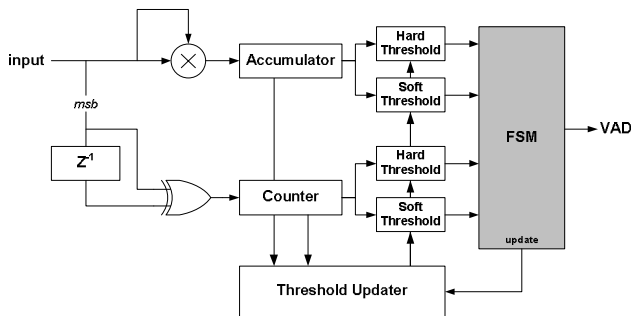 input
msb
Z-1
Accumulator
Counter
Hard
Threshold
Soft
Threshold
Hard
Threshold
Soft
Threshold
FSM
update
VAD
Threshold Updater